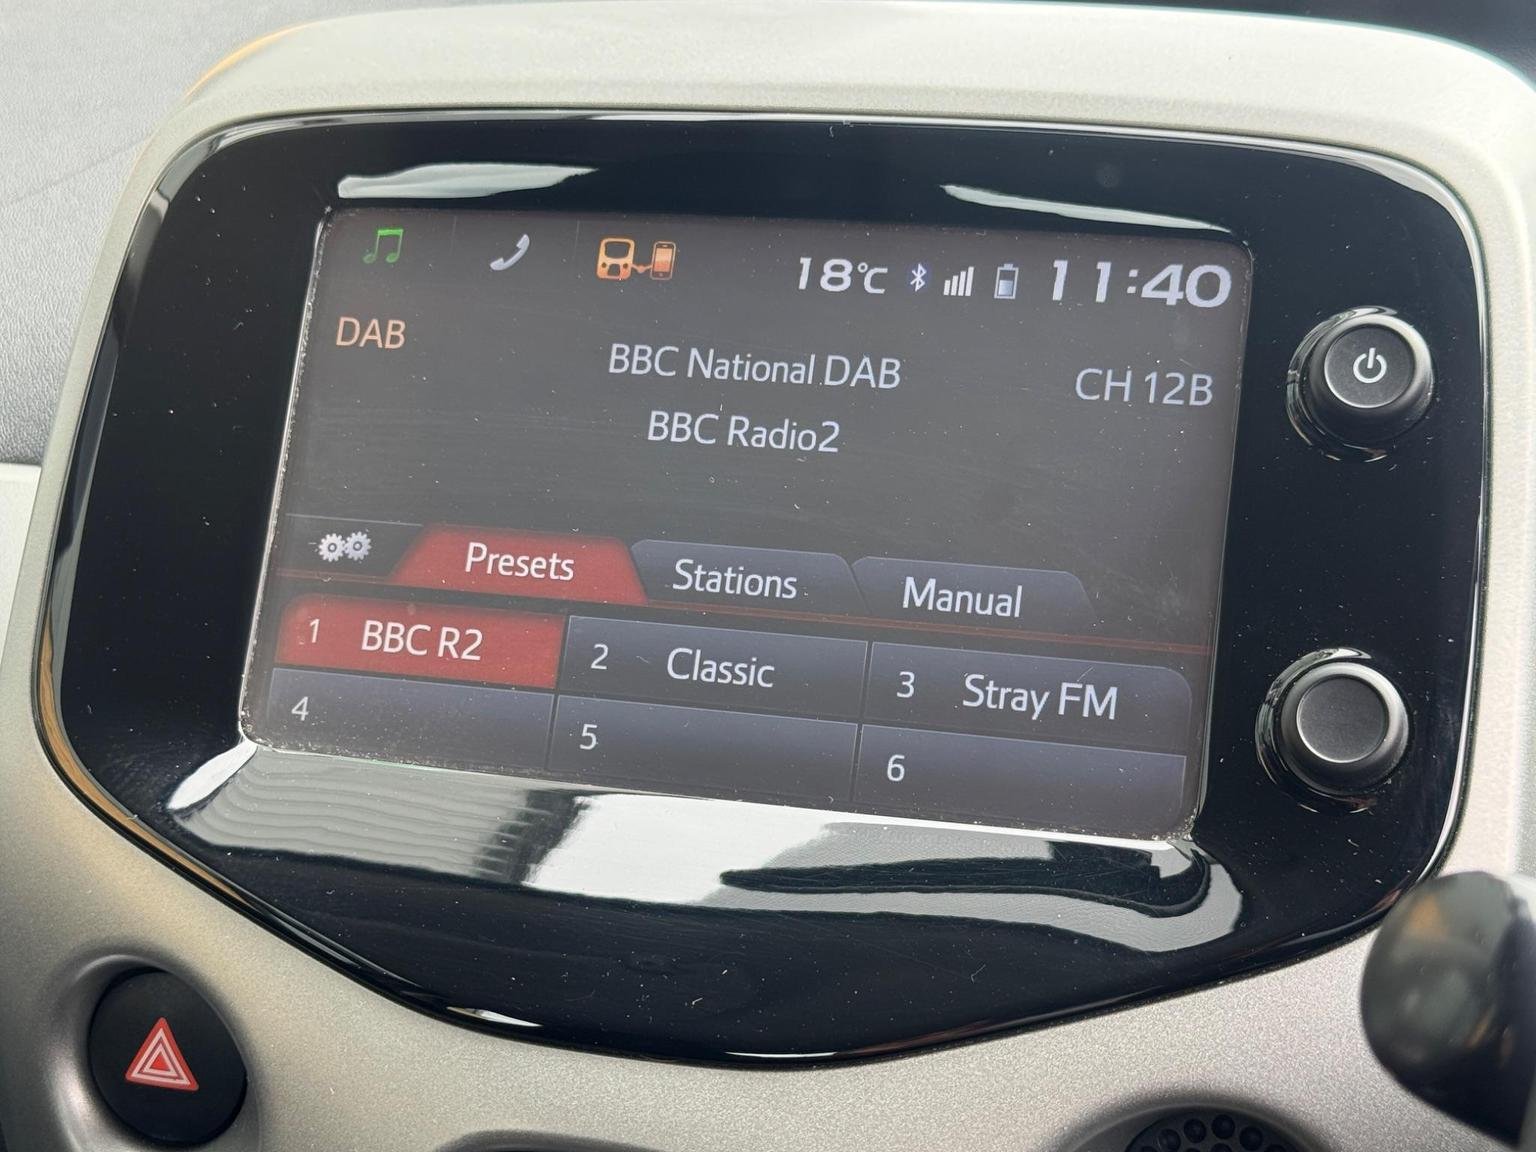 18°C 11:40
DAB
BBC National DAB
CH 12B
BBC Radio2
Presets Stations Manual
1 BBC R2 2 Classic 3 Stray FM
4 5 6